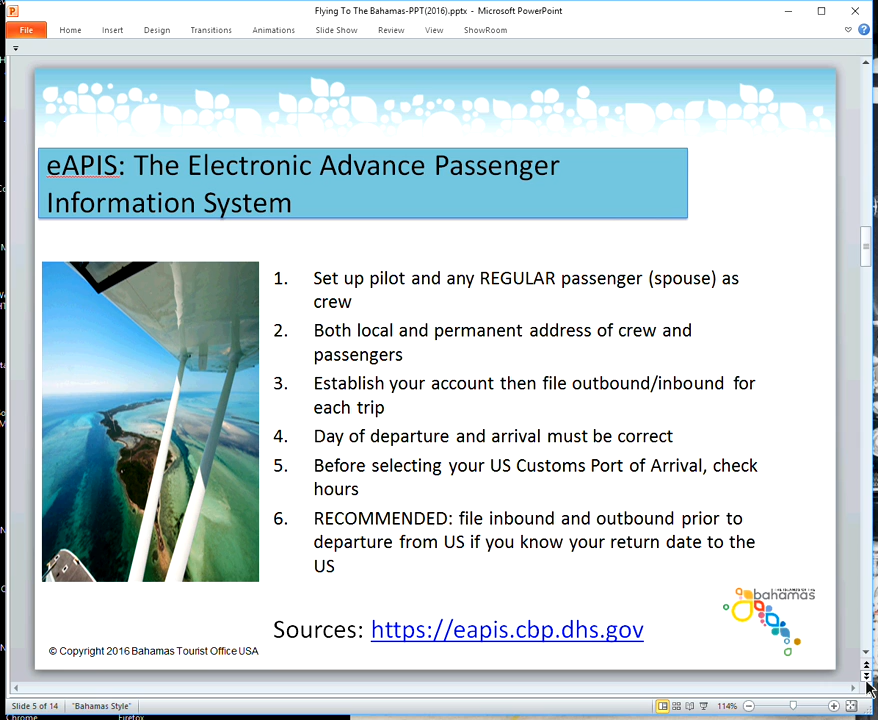 Flying To The Bahamas-PPT(2016).pptx - Microsoft PowerPoint
File Home Insert Design Transitions Animations Slide Show Review View ShowRoom
eAPIS: The Electronic Advance Passenger
Information System
1. Set up pilot and any REGULAR passenger (spouse) as
crew
2. Both local and permanent address of crew and
passengers
3. Establish your account then file outbound/inbound for
each trip
4. Day of departure and arrival must be correct
5. Before selecting your US Customs Port of Arrival, check
hours
6. RECOMMENDED: file inbound and outbound prior to
departure from US if you know your return date to the
US
bahamas
Sources: https://eapis.cbp.dhs.gov
© Copyright 2016 Bahamas Tourist Office USA
Slide 5 of 14 "Bahamas Style" 114%
Chrome Firefox